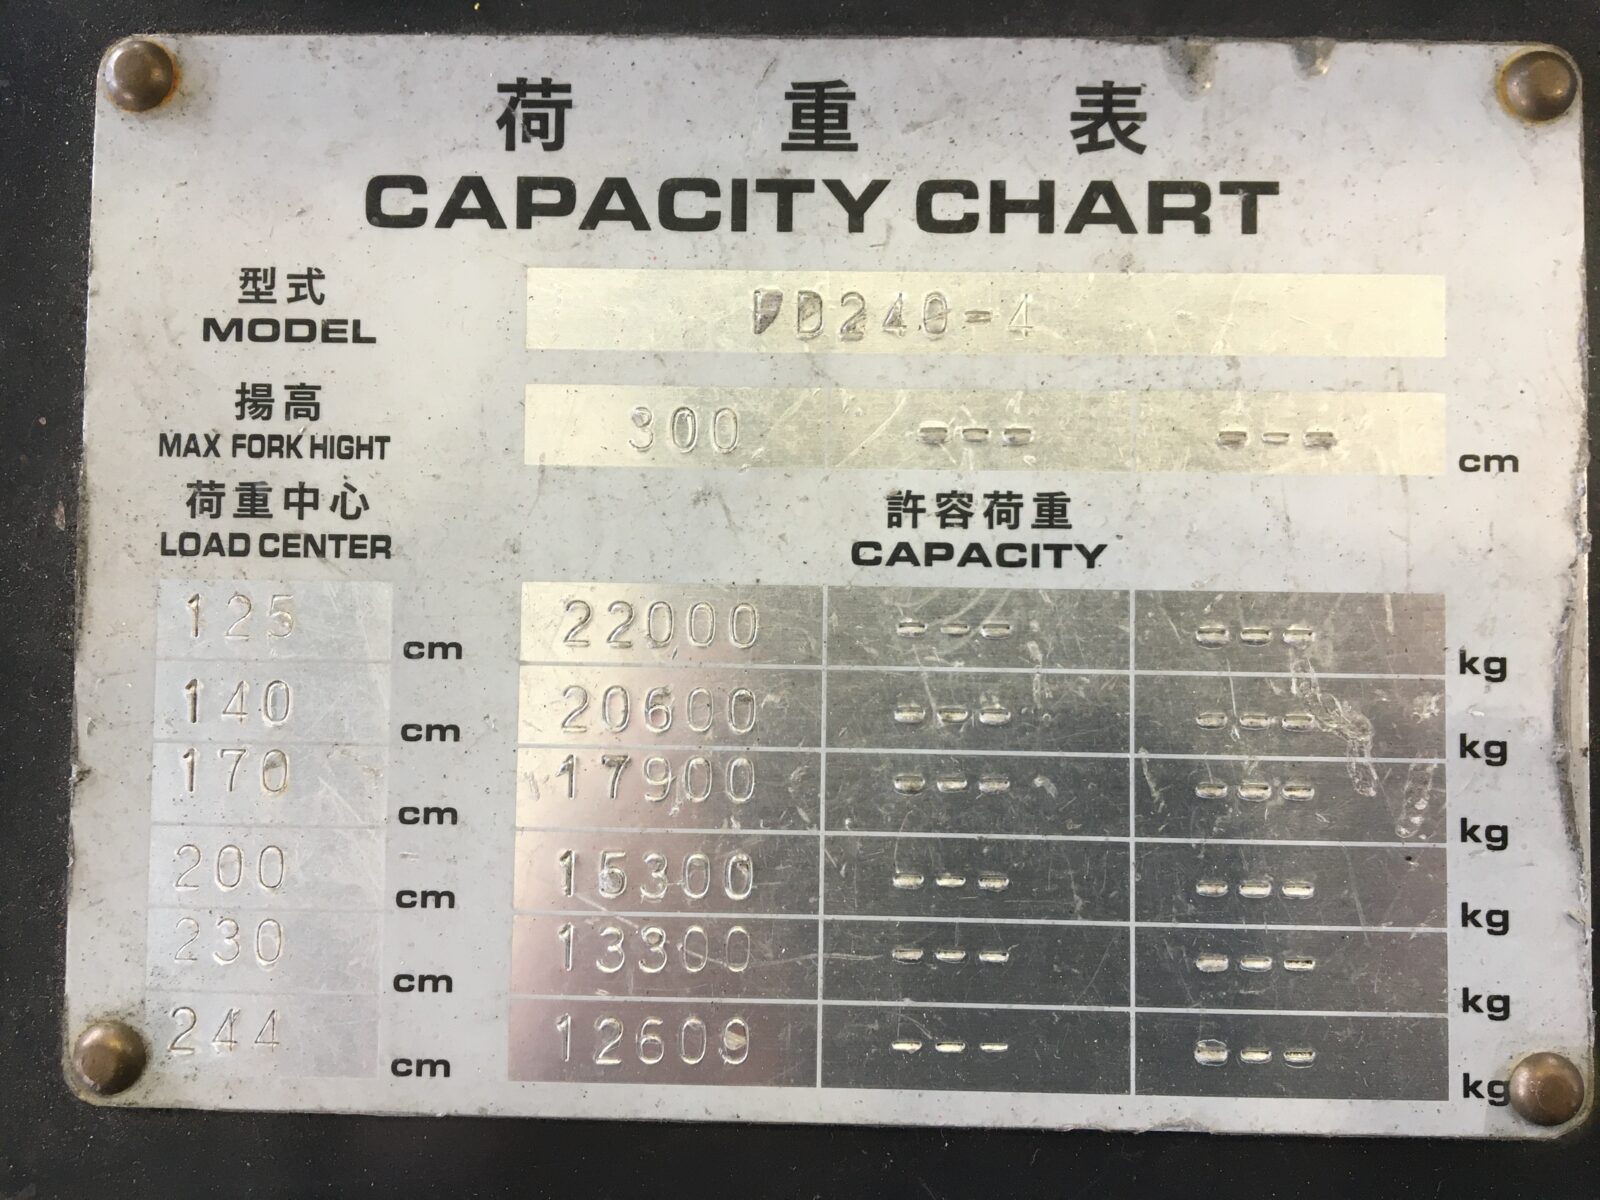 荷重表
CAPACITY CHART
型式
MODEL FD240-4
揚高
MAX FORK HIGHT 300 --- --- cm
荷重中心 許容荷重
LOAD CENTER CAPACITY
125 cm 22000 --- --- kg
140 cm 20600 --- --- kg
170 cm 17900 --- --- kg
200 cm 15300 --- --- kg
230 cm 13300 --- --- kg
244 cm 12609 --- --- kg